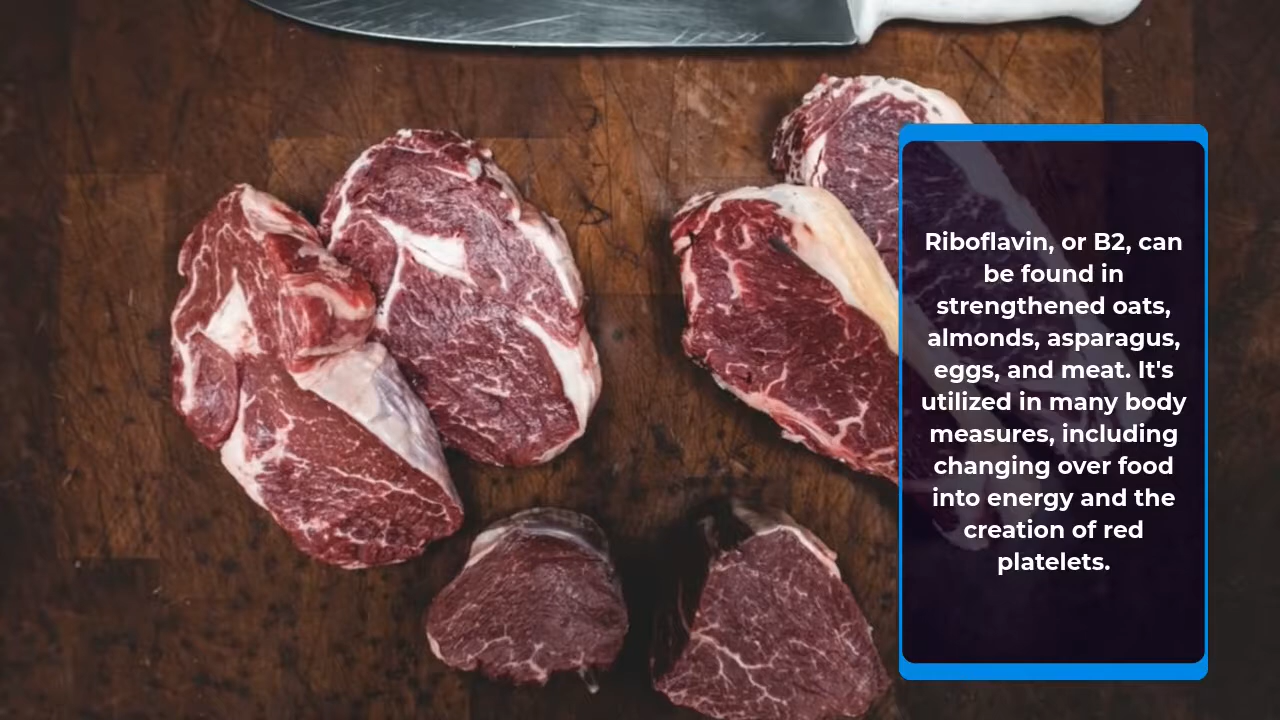 Riboflavin, or B2, can
be found in
strengthened oats,
almonds, asparagus,
eggs, and meat. It's
utilized in many body
measures, including
changing over food
into energy and the
creation of red
platelets.